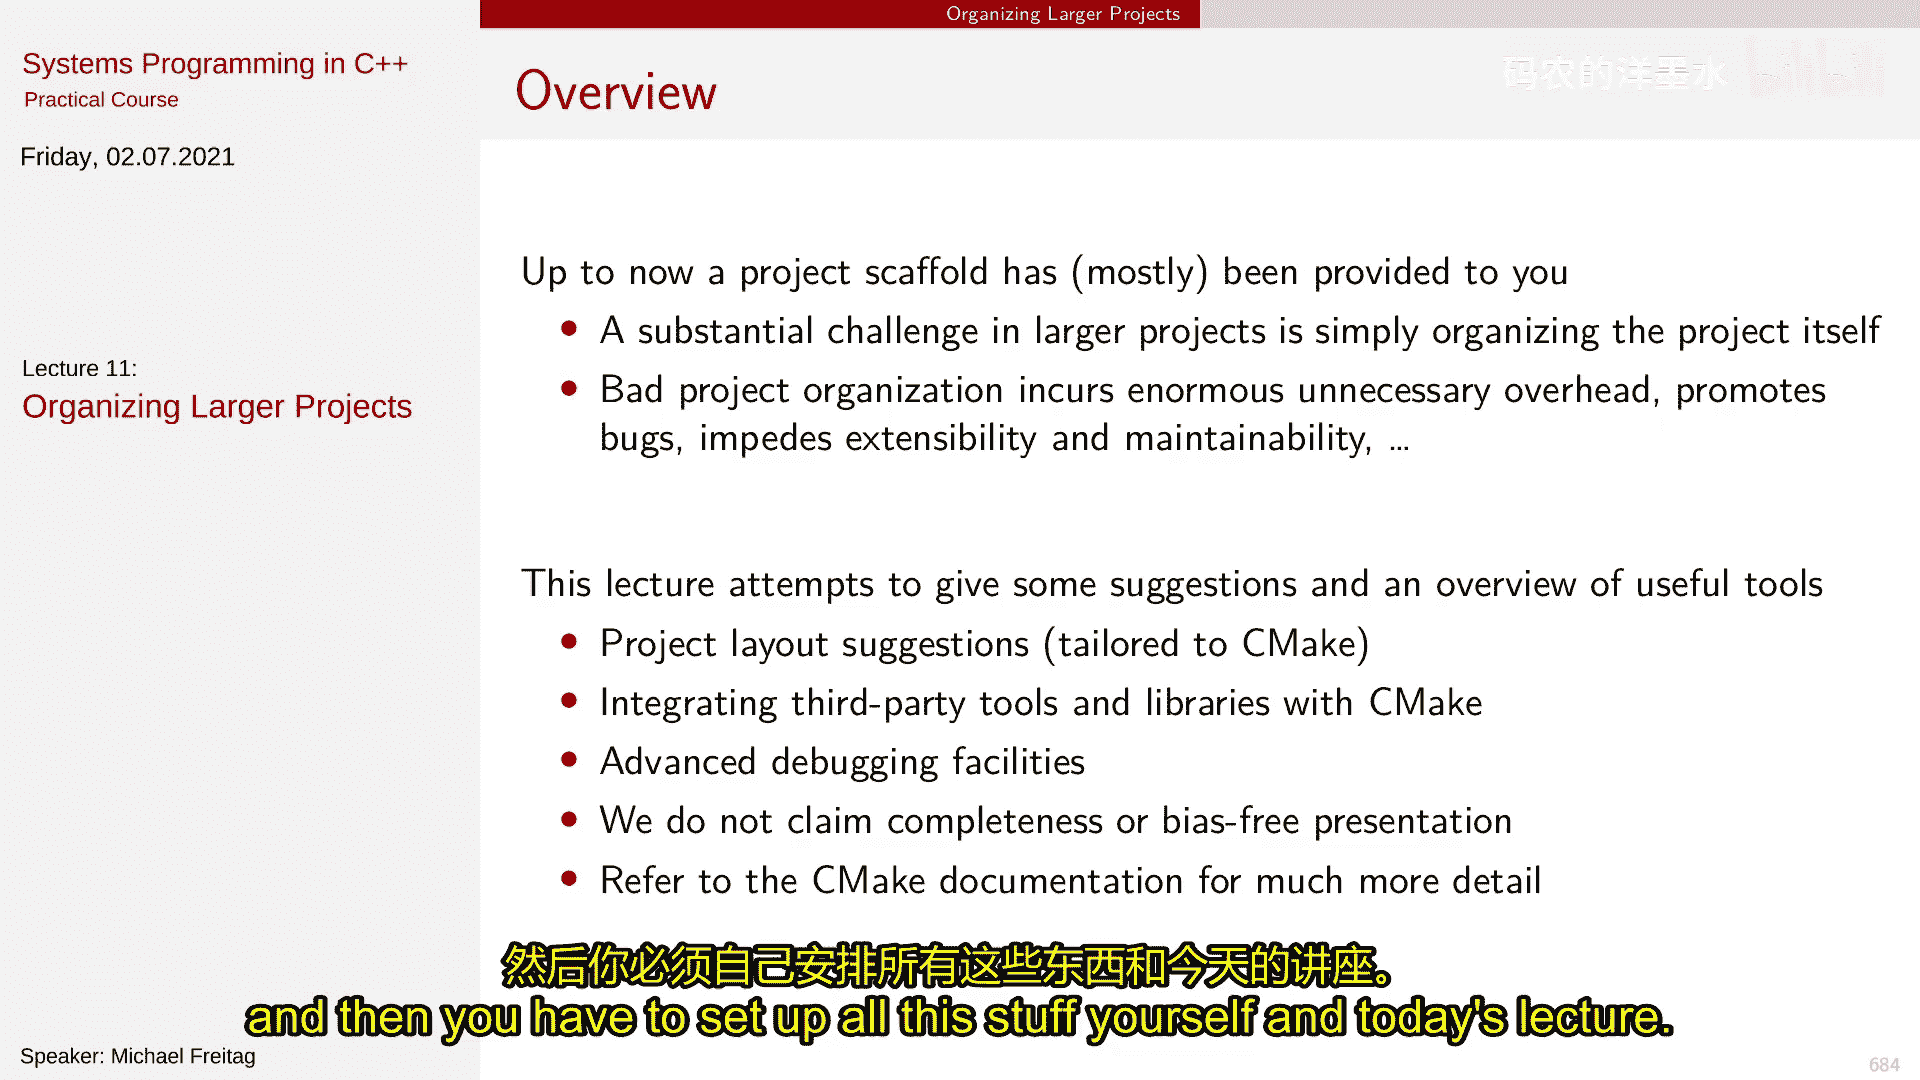 Organizing Larger Projects
Systems Programming in C++
Practical Course
Friday, 02.07.2021
Lecture 11:
Organizing Larger Projects
Overview
码农的洋墨水
Up to now a project scaffold has (mostly) been provided to you
• A substantial challenge in larger projects is simply organizing the project itself
• Bad project organization incurs enormous unnecessary overhead, promotes
bugs, impedes extensibility and maintainability, ...
This lecture attempts to give some suggestions and an overview of useful tools
• Project layout suggestions (tailored to CMake)
• Integrating third-party tools and libraries with CMake
• Advanced debugging facilities
• We do not claim completeness or bias-free presentation
• Refer to the CMake documentation for much more detail
然后你必须自己安排所有这些东西和今天的讲座。
and then you have to set up all this stuff yourself and today's lecture.
Speaker: Michael Freitag
684